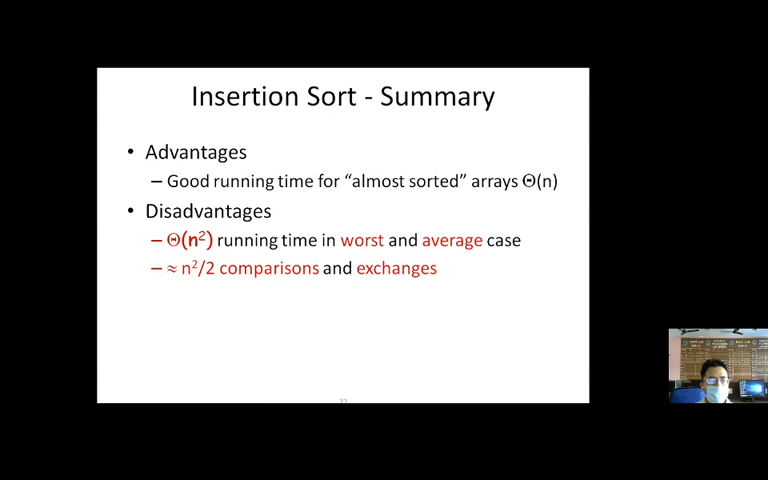 Insertion Sort - Summary
• Advantages
– Good running time for “almost sorted” arrays Θ(n)
• Disadvantages
– Θ(n²) running time in worst and average case
– ≈ n²/2 comparisons and exchanges